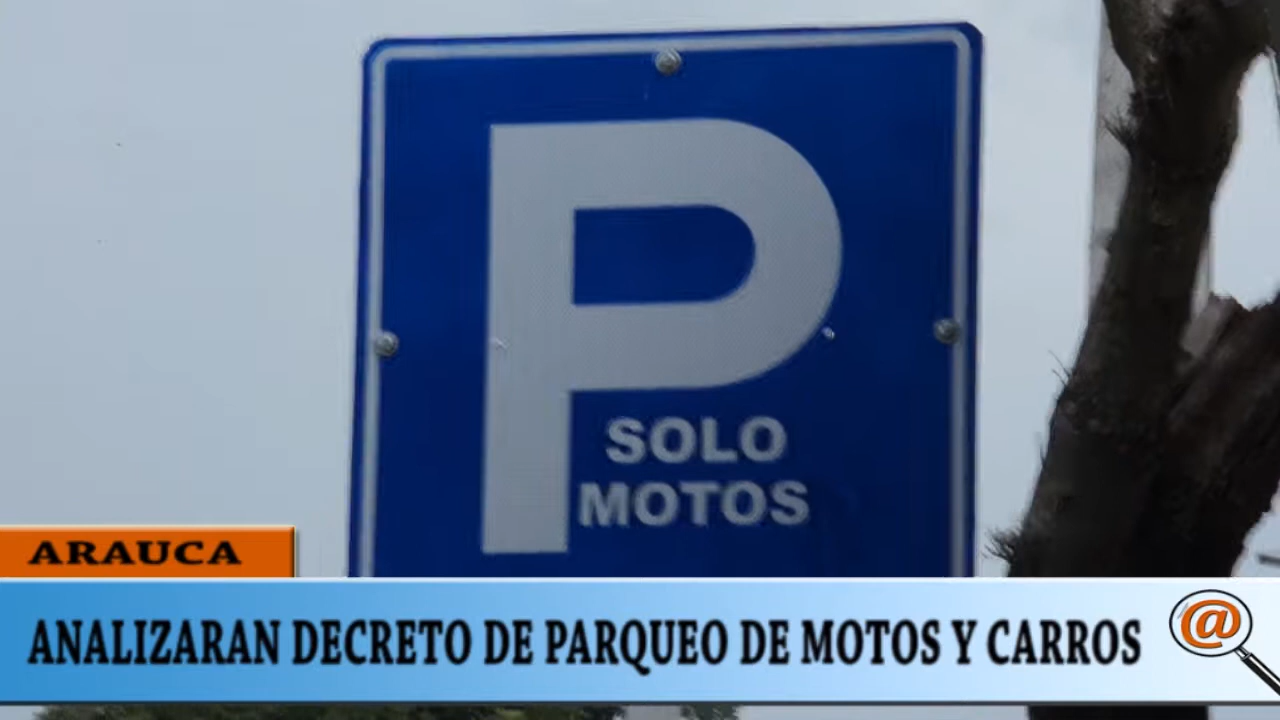 P
SOLO
MOTOS
ARAUCA
ANALIZARAN DECRETO DE PARQUEO DE MOTOS Y CARROS
@